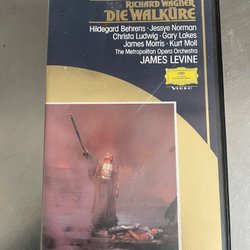 RICHARD WAGNER
DIE WALKÜRE
Hildegard Behrens · Jessye Norman
Christa Ludwig · Gary Lakes
James Morris · Kurt Moll
The Metropolitan Opera Orchestra
JAMES LEVINE
VIDEO